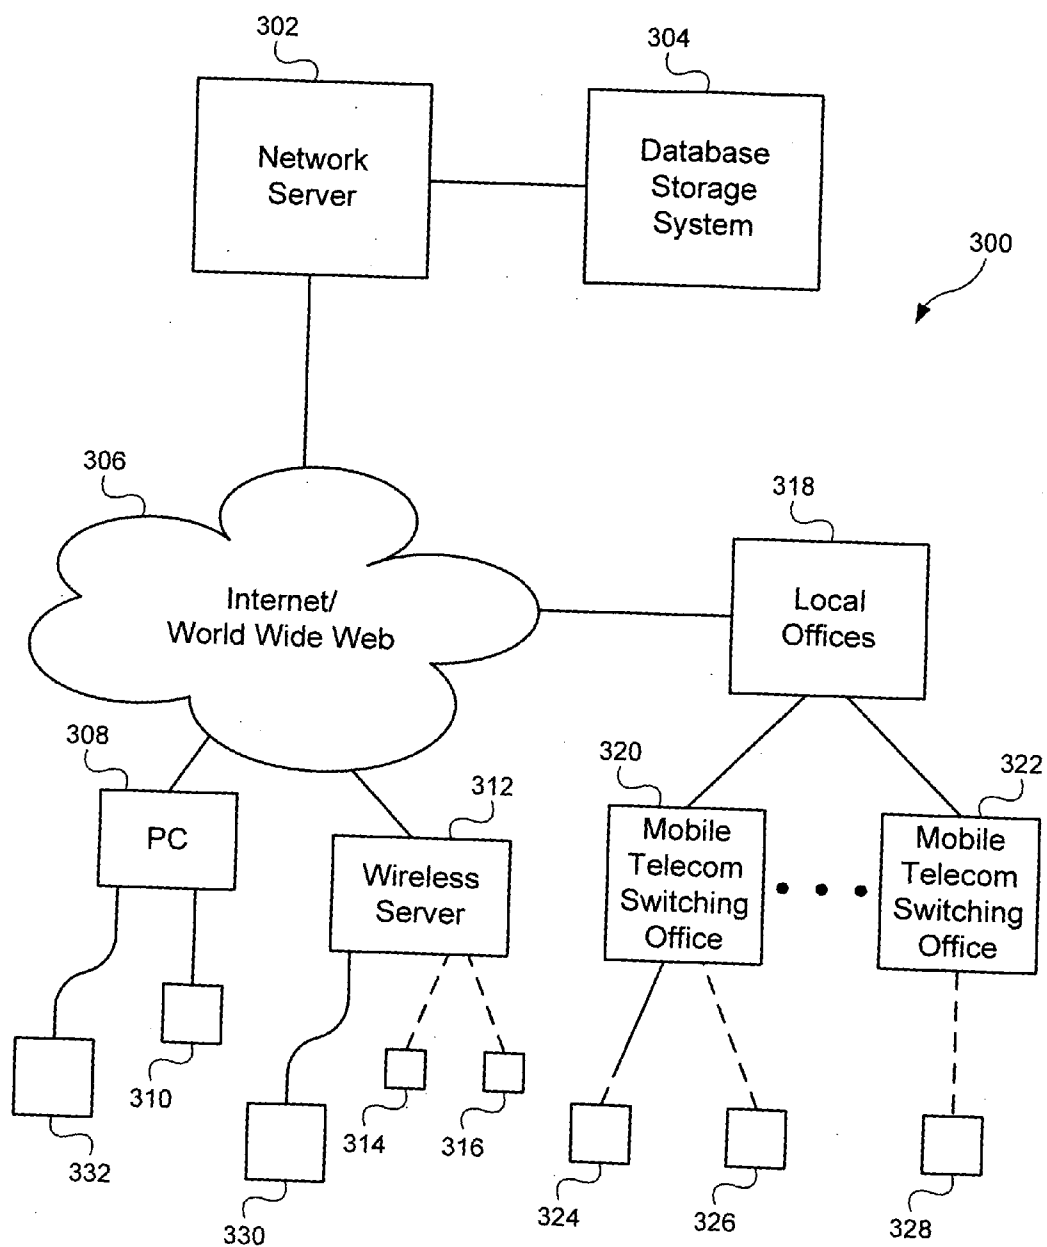 302
304
Network
Server
Database
Storage
System
300
306
318
Internet/
World Wide Web
Local
Offices
308
312
320
322
PC
Wireless
Server
Mobile
Telecom
Switching
Office
Mobile
Telecom
Switching
Office
310
332
314
316
330
324
326
328